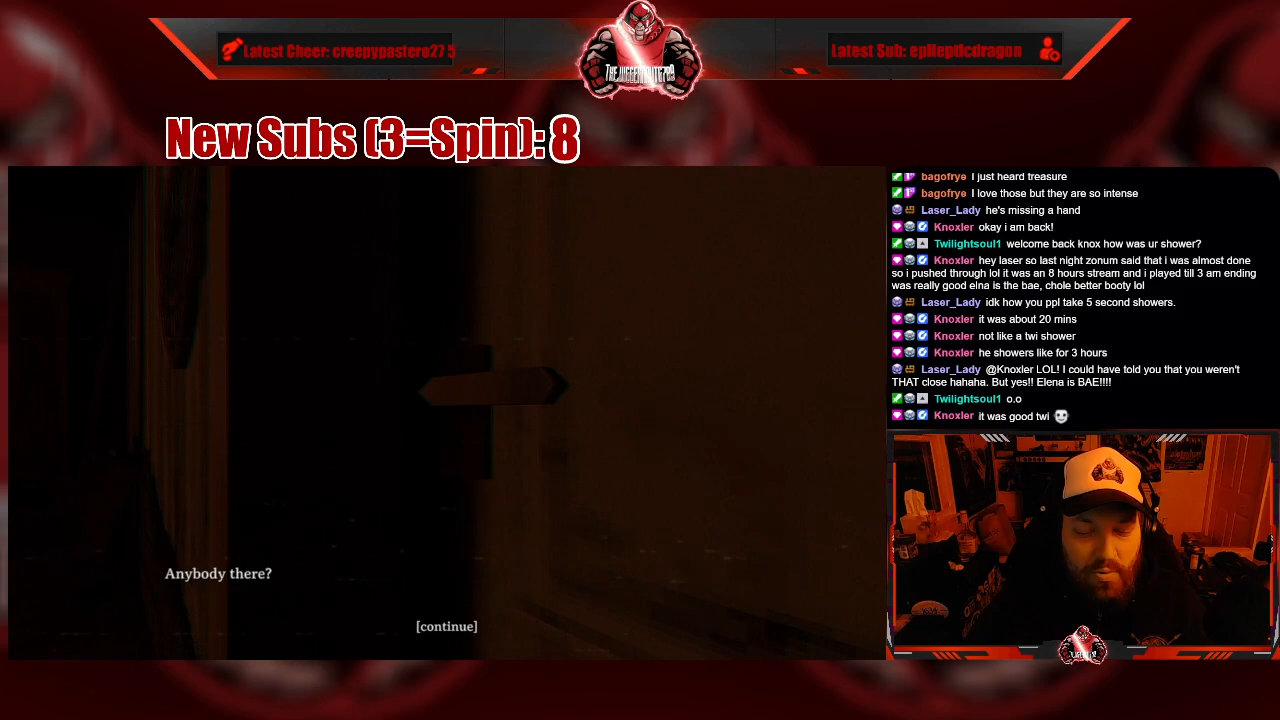 Latest Cheer: creepypastero27 5
Latest Sub: epilepticdragon
New Subs (3=Spin): 8
bagofrye I just heard treasure
bagofrye I love those but they are so intense
Laser_Lady he's missing a hand
Knoxler okay i am back!
Twilightsoul1 welcome back knox how was ur shower?
Knoxler hey laser so last night zonum said that i was almost done
so i pushed through lol it was an 8 hours stream and i played till 3 am ending
was really good elna is the bae, chole better booty lol
Laser_Lady idk how you ppl take 5 second showers.
Knoxler it was about 20 mins
Knoxler not like a twi shower
Knoxler he showers like for 3 hours
Laser_Lady @Knoxler LOL! I could have told you that you weren't
THAT close hahaha. But yes!! Elena is BAE!!!!
Twilightsoul1 o.o
Knoxler it was good twi
Anybody there?
[continue]